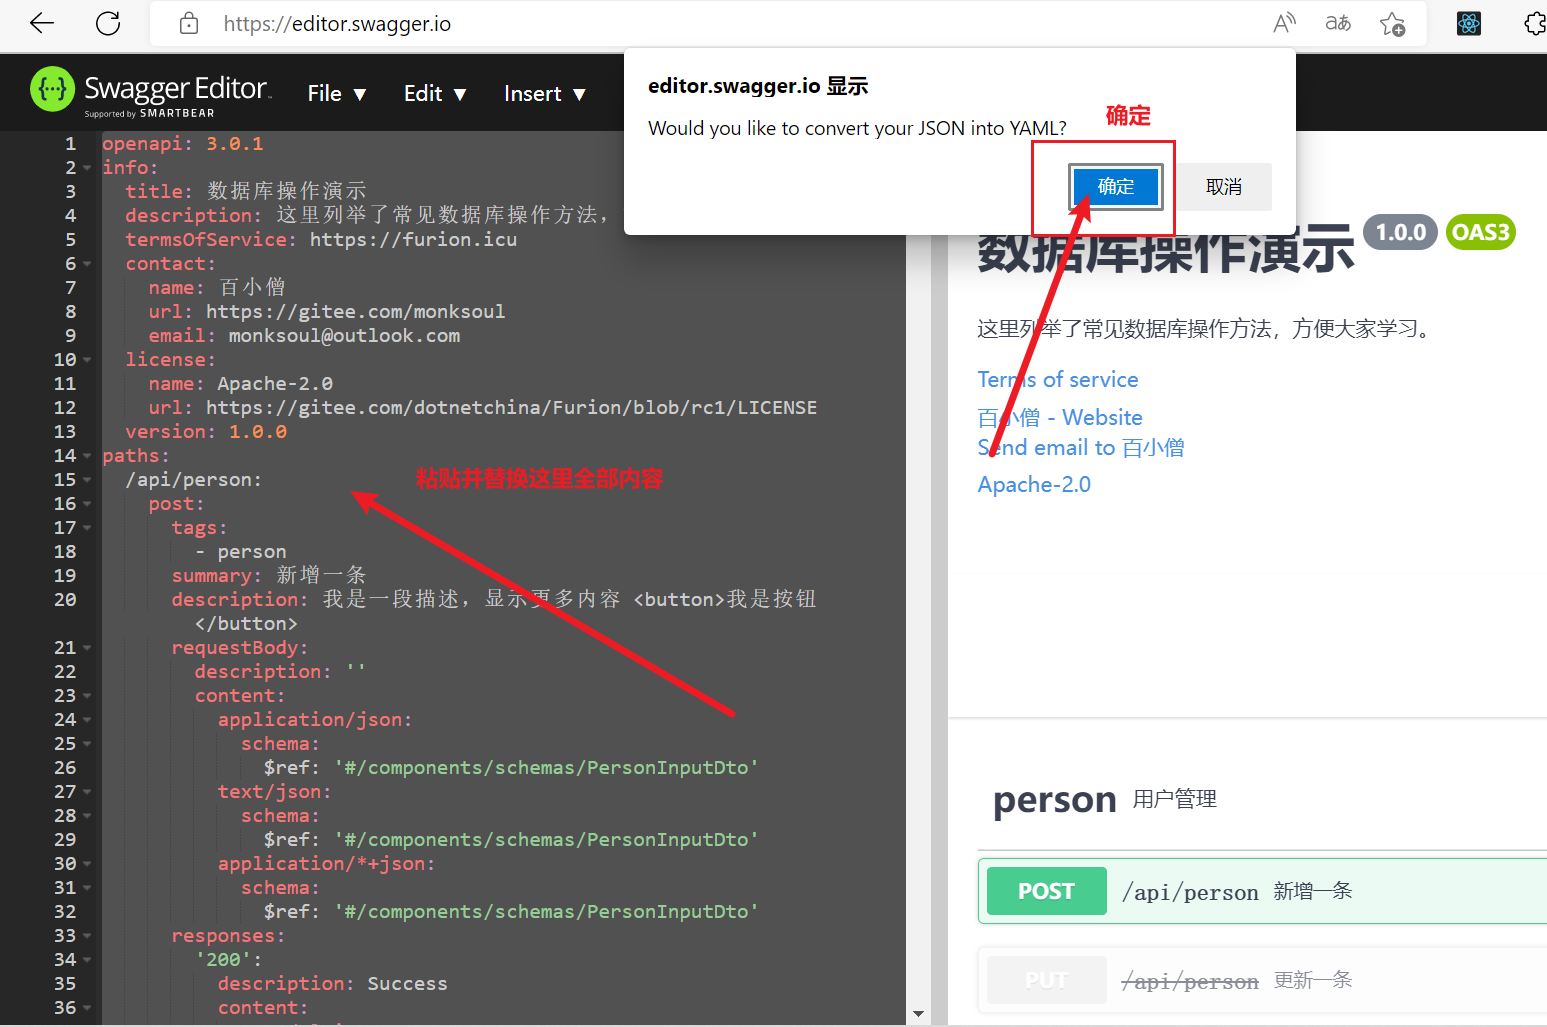 https://editor.swagger.io
Swagger Editor
Supported by SMARTBEAR
File ▼ Edit ▼ Insert ▼
editor.swagger.io 显示
Would you like to convert your JSON into YAML?
确定
确定
取消
1 openapi: 3.0.1
2 info:
3 title: 数据库操作演示
4 description: 这里列举了常见数据库操作方法，
5 termsOfService: https://furion.icu
6 contact:
7 name: 百小僧
8 url: https://gitee.com/monksoul
9 email: monksoul@outlook.com
10 license:
11 name: Apache-2.0
12 url: https://gitee.com/dotnetchina/Furion/blob/rc1/LICENSE
13 version: 1.0.0
14 paths:
15 /api/person:
粘贴并替换这里全部内容
16 post:
17 tags:
18 - person
19 summary: 新增一条
20 description: 我是一段描述，显示更多内容 <button>我是按钮
</button>
21 requestBody:
22 description: ''
23 content:
24 application/json:
25 schema:
26 $ref: '#/components/schemas/PersonInputDto'
27 text/json:
28 schema:
29 $ref: '#/components/schemas/PersonInputDto'
30 application/*+json:
31 schema:
32 $ref: '#/components/schemas/PersonInputDto'
33 responses:
34 '200':
35 description: Success
36 content:
数据库操作演示 1.0.0 OAS3
这里列举了常见数据库操作方法，方便大家学习。
Terms of service
百小僧 - Website
Send email to 百小僧
Apache-2.0
person 用户管理
POST /api/person 新增一条
PUT /api/person 更新一条